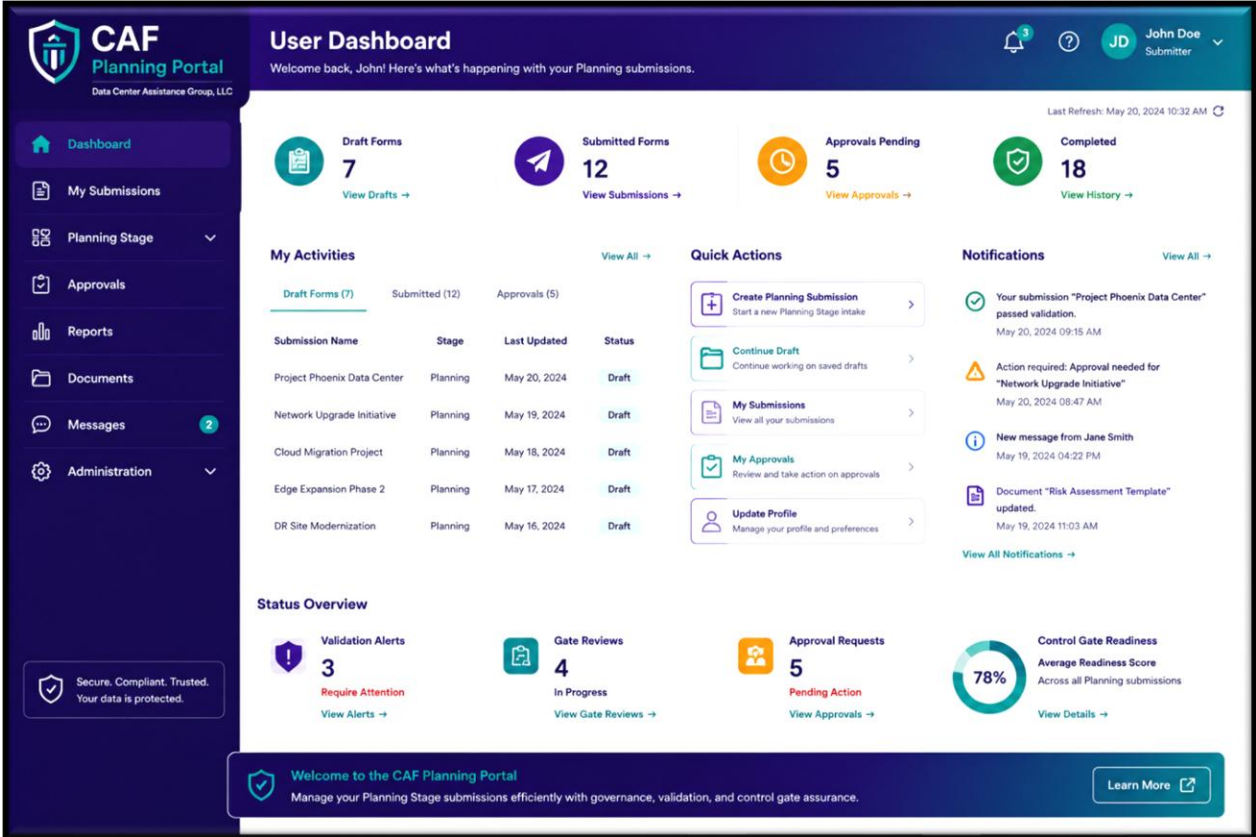 CAF
Planning Portal
Data Center Assistance Group, LLC
User Dashboard
Welcome back, John! Here's what's happening with your Planning submissions.
3
?
JD
John Doe
Submitter
Last Refresh: May 20, 2024 10:32 AM
Dashboard
My Submissions
Planning Stage
Approvals
Reports
Documents
Messages
2
Administration
Secure. Compliant. Trusted.
Your data is protected.
Draft Forms
7
View Drafts →
Submitted Forms
12
View Submissions →
Approvals Pending
5
View Approvals →
Completed
18
View History →
My Activities
View All →
Draft Forms (7) Submitted (12) Approvals (5)
Submission Name Stage Last Updated Status
Project Phoenix Data Center Planning May 20, 2024 Draft
Network Upgrade Initiative Planning May 19, 2024 Draft
Cloud Migration Project Planning May 18, 2024 Draft
Edge Expansion Phase 2 Planning May 17, 2024 Draft
DR Site Modernization Planning May 16, 2024 Draft
Quick Actions
Create Planning Submission
Start a new Planning Stage intake
Continue Draft
Continue working on saved drafts
My Submissions
View all your submissions
My Approvals
Review and take action on approvals
Update Profile
Manage your profile and preferences
Notifications
View All →
Your submission "Project Phoenix Data Center"
passed validation.
May 20, 2024 09:15 AM
Action required: Approval needed for
"Network Upgrade Initiative"
May 20, 2024 08:47 AM
New message from Jane Smith
May 19, 2024 04:22 PM
Document "Risk Assessment Template"
updated.
May 19, 2024 11:03 AM
View All Notifications →
Status Overview
Validation Alerts
3
Require Attention
View Alerts →
Gate Reviews
4
In Progress
View Gate Reviews →
Approval Requests
5
Pending Action
View Approvals →
78%
Control Gate Readiness
Average Readiness Score
Across all Planning submissions
View Details →
Welcome to the CAF Planning Portal
Manage your Planning Stage submissions efficiently with governance, validation, and control gate assurance.
Learn More